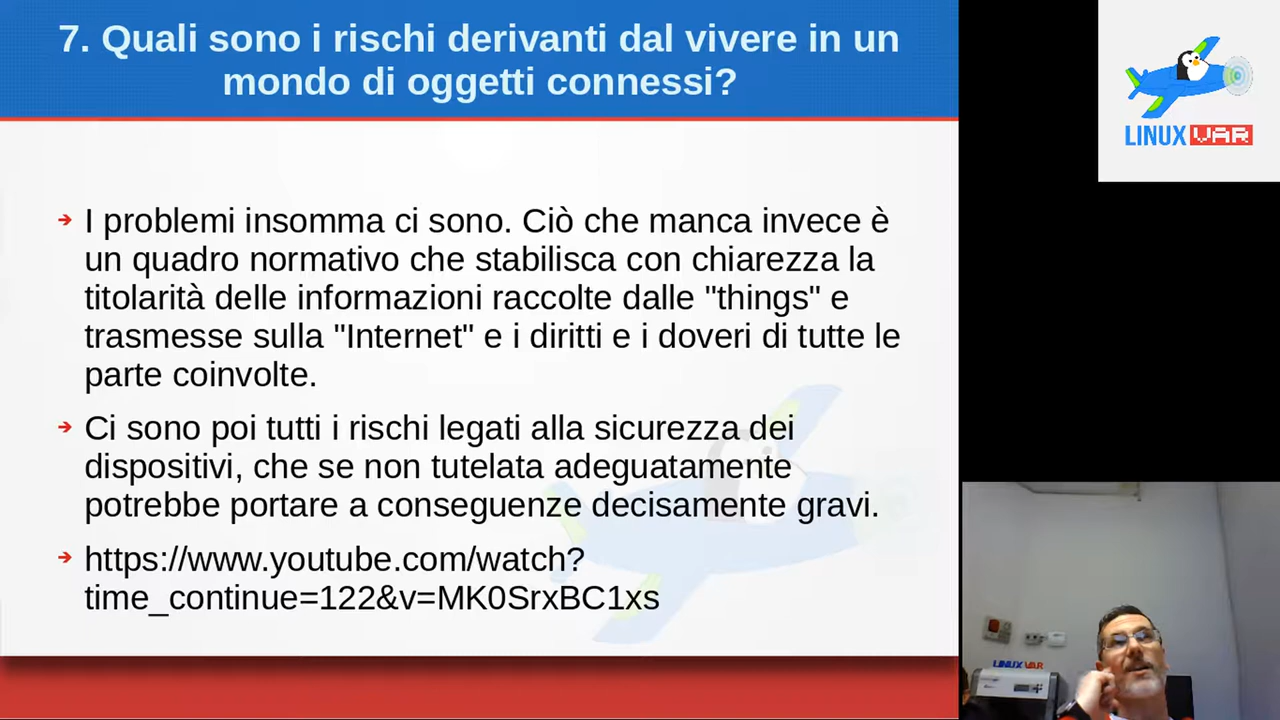 7. Quali sono i rischi derivanti dal vivere in un
mondo di oggetti connessi?
LINUX VAR
I problemi insomma ci sono. Ciò che manca invece è
un quadro normativo che stabilisca con chiarezza la
titolarità delle informazioni raccolte dalle "things" e
trasmesse sulla "Internet" e i diritti e i doveri di tutte le
parte coinvolte.
Ci sono poi tutti i rischi legati alla sicurezza dei
dispositivi, che se non tutelata adeguatamente
potrebbe portare a conseguenze decisamente gravi.
https://www.youtube.com/watch?
time_continue=122&v=MK0SrxBC1xs
LINUX VAR